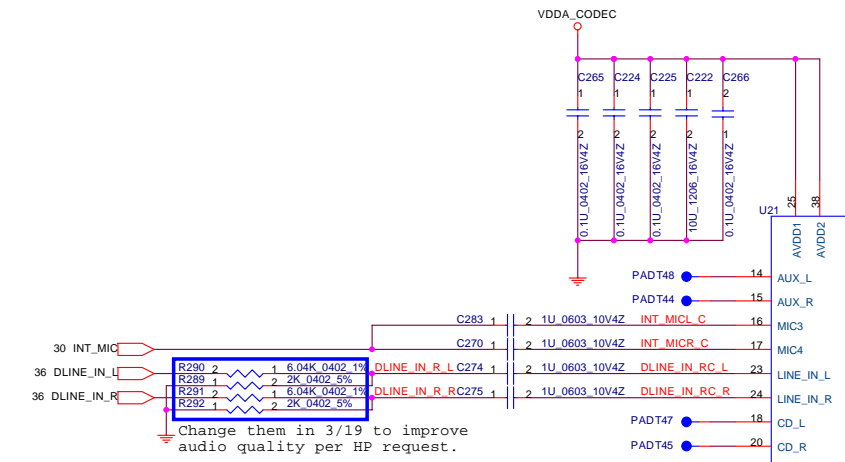 VDDA_CODEC
C265 C224 C225 C222 C266
1 1 1 1 2
2 2 2 2 1
0.1U_0402_16V4Z 0.1U_0402_16V4Z 0.1U_0402_16V4Z 10U_1206_16V4Z 0.1U_0402_16V4Z
25 38
U21
AVDD1 AVDD2
PADT48 14 AUX_L
PADT44 15 AUX_R
C283 1 2 1U_0603_10V4Z INT_MICL_C 16 MIC3
30 INT_MIC C270 1 2 1U_0603_10V4Z INT_MICR_C 17 MIC4
36 DLINE_IN_L R290 2 1 6.04K_0402_1% DLINE_IN_R_L C274 1 2 1U_0603_10V4Z DLINE_IN_RC_L 23 LINE_IN_L
R289 1 2 2K_0402_5%
36 DLINE_IN_R R291 2 1 6.04K_0402_1% DLINE_IN_R_R C275 1 2 1U_0603_10V4Z DLINE_IN_RC_R 24 LINE_IN_R
R292 1 2 2K_0402_5%
PADT47 18 CD_L
Change them in 3/19 to improve
audio quality per HP request.
PADT45 20 CD_R